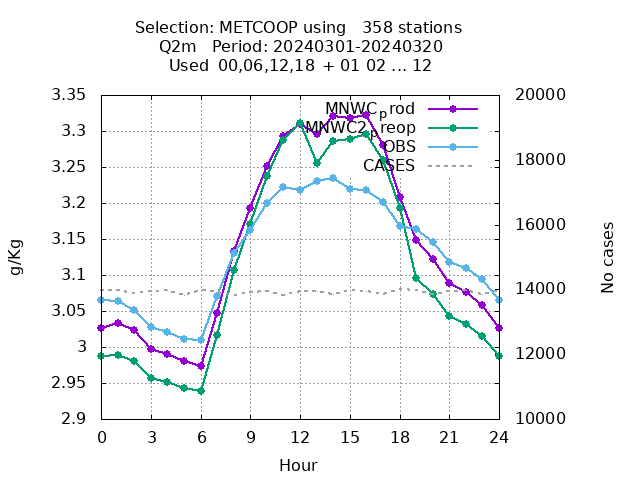 Selection: METCOOP using   358 stations
Q2m   Period: 20240301-20240320
Used  00,06,12,18 + 01 02 ... 12
g/Kg
3.35
3.3
3.25
3.2
3.15
3.1
3.05
3
2.95
2.9
MNWC_prod
MNWC2_preop
OBS
CASES
20000
18000
16000
14000
12000
10000
No cases
0 3 6 9 12 15 18 21 24
Hour